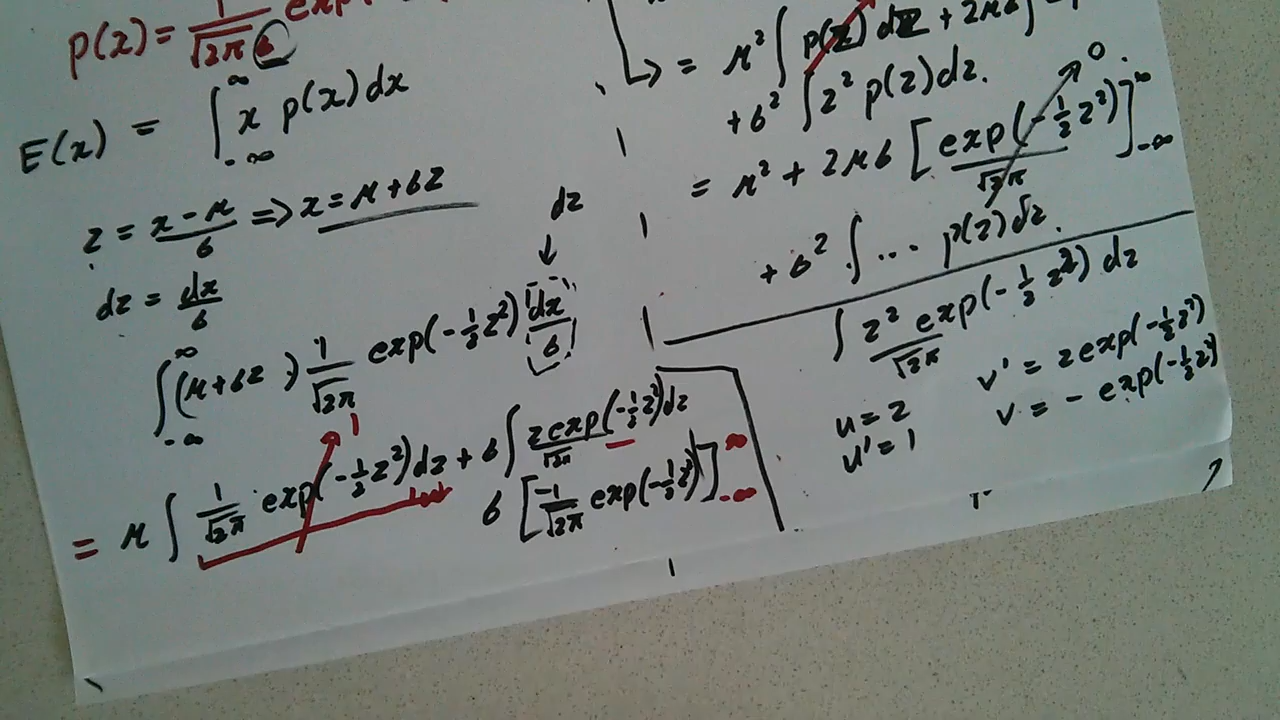 p(z) = 1/√2π σ exp(
E(x) = ∫_{-∞}^{∞} x p(x) dx
z = (x - μ)/σ => x = μ + σz
dz = dx/σ
dz
↓
∫_{-∞}^{∞} (μ + σz) 1/√2π exp(-½z²) dx/σ
= μ ∫ 1/√2π exp(-½z²) dz + σ ∫ z exp(-½z²)/√2π dz
1
σ [ -1/√2π exp(-½z²) ]_{-∞}^{∞}
↳ = μ² ∫ p(z) dz + 2μσ
+ σ² ∫ z² p(z) dz.
= μ² + 2μσ [ exp(-½z²)/√2π ]_{-∞}^{∞} → 0
+ σ² ∫ ... p(z) dz.
∫ z² exp(-½z²)/√2π dz
u = z
u' = 1
v' = z exp(-½z²)
v = - exp(-½z²)